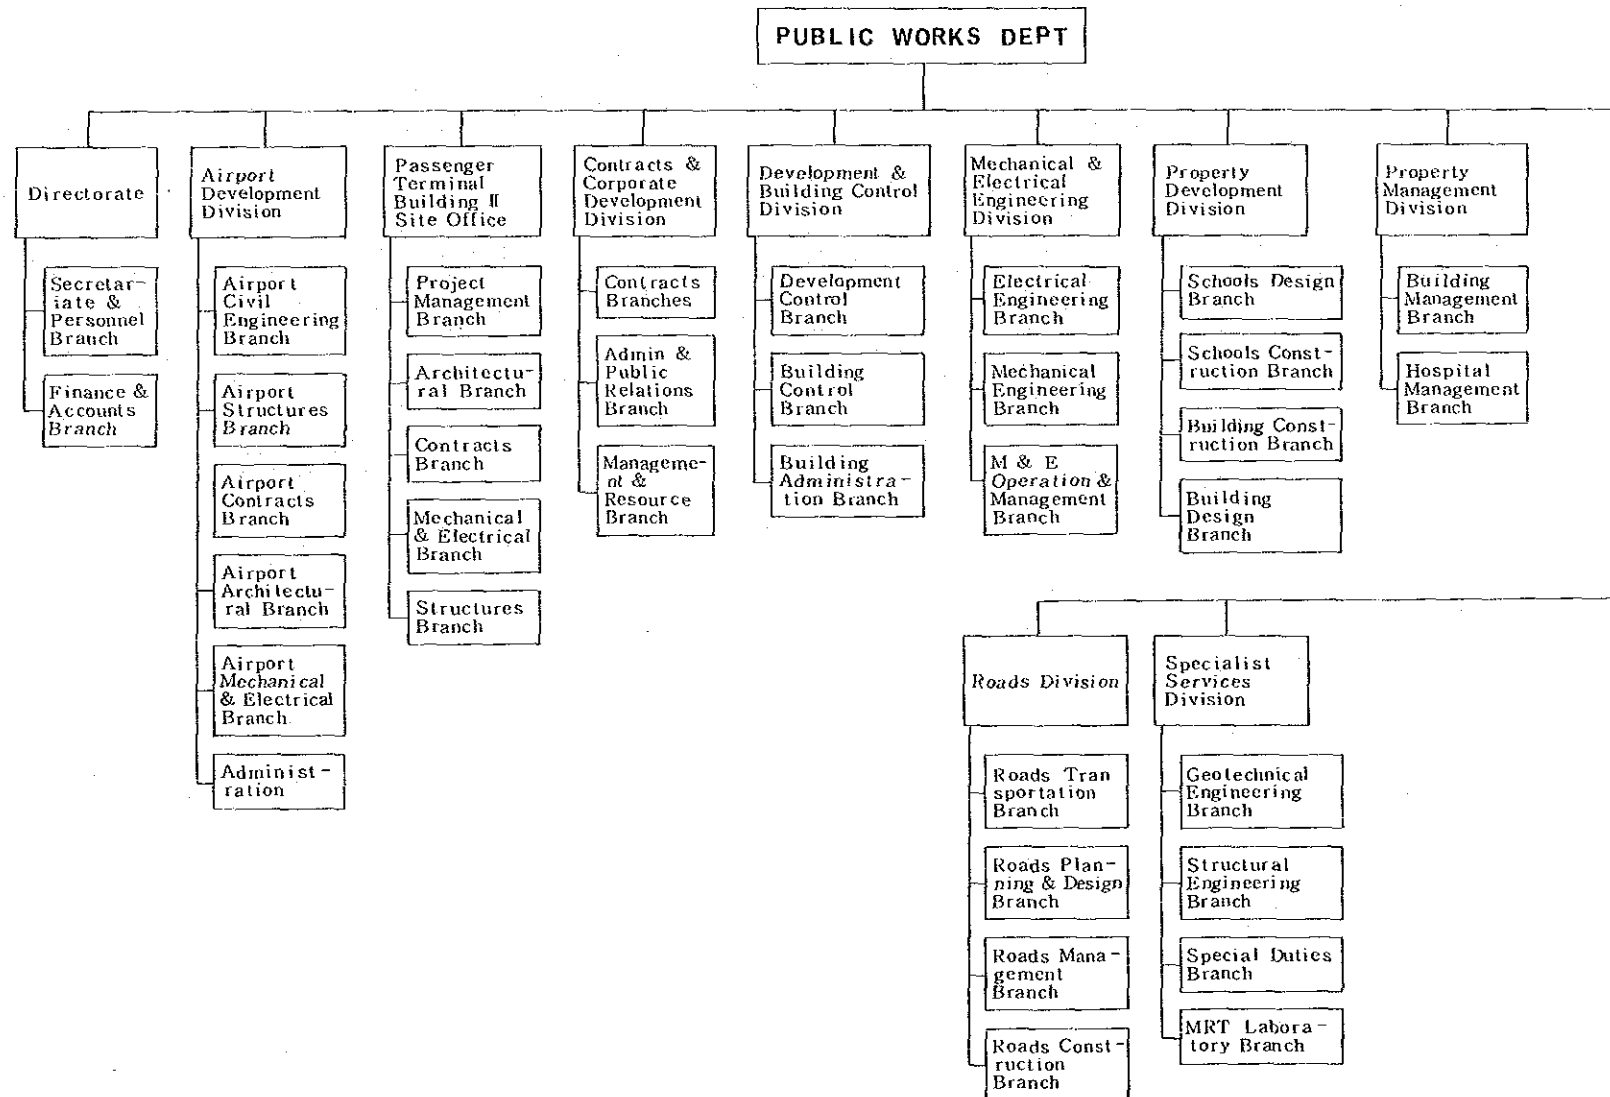 PUBLIC WORKS DEPT
Directorate
Secretar-
iate &
Personnel
Branch
Finance &
Accounts
Branch
Airport
Development
Division
Airport
Civil
Engineering
Branch
Airport
Structures
Branch
Airport
Contracts
Branch
Airport
Architectu-
ral Branch
Airport
Mechanical
& Electrical
Branch
Administ-
ration
Passenger
Terminal
Building II
Site Office
Project
Management
Branch
Architectu-
ral Branch
Contracts
Branch
Mechanical
& Electrical
Branch
Structures
Branch
Contracts &
Corporate
Development
Division
Contracts
Branches
Admin &
Public
Relations
Branch
Manageme-
nt &
Resource
Branch
Development &
Building Control
Division
Development
Control
Branch
Building
Control
Branch
Building
Administra-
tion Branch
Mechanical &
Electrical
Engineering
Division
Electrical
Engineering
Branch
Mechanical
Engineering
Branch
M & E
Operation &
Management
Branch
Property
Development
Division
Schools Design
Branch
Schools Const-
ruction Branch
Building Const-
ruction Branch
Building
Design
Branch
Property
Management
Division
Building
Management
Branch
Hospital
Management
Branch
Roads Division
Roads Tran
sportation
Branch
Roads Plan-
ning & Design
Branch
Roads Mana-
gement
Branch
Roads Const-
ruction
Branch
Specialist
Services
Division
Geotechnical
Engineering
Branch
Structural
Engineering
Branch
Special Duties
Branch
MRT Labora-
tory Branch